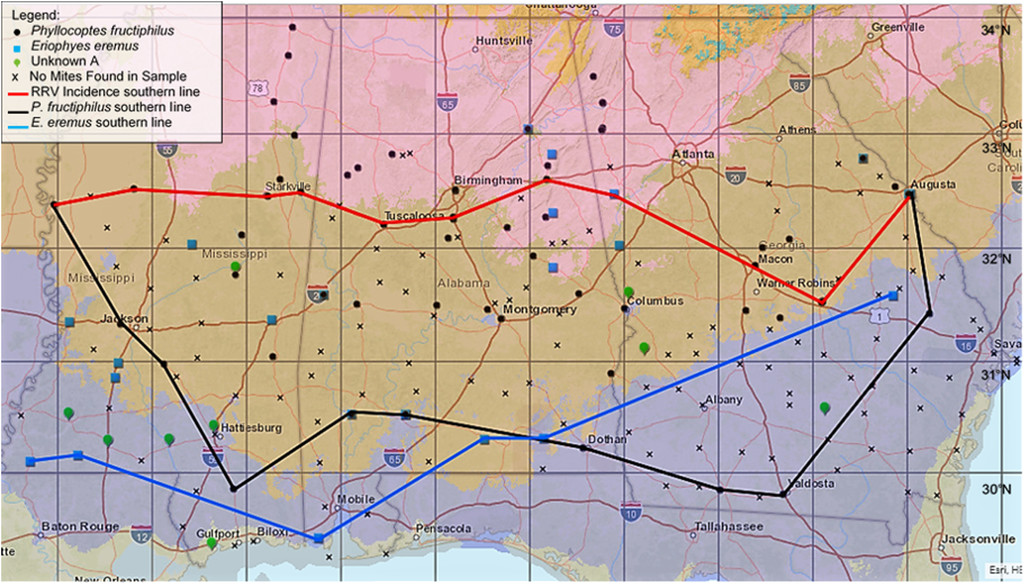 Legend:
Phyllocoptes fructiphilus
Eriophyes eremus
Unknown A
No Mites Found in Sample
RRV Incidence southern line
P. fructiphilus southern line
E. eremus southern line
Chattanooga
75
Greenville
34°N
Huntsville
78
65
85
Athens
33°N
55
Atlanta
20
South
Carolina
Birmingham
Starkville
Augusta
Tuscaloosa
Georgia
32°N
Mississippi
Macon
Mississippi
Alabama
Warner Robins
20
Columbus
Jackson
Montgomery
1
16
Sava
31°N
Albany
Hattiesburg
Dothan
65
Valdosta
30°N
Mobile
10
Baton Rouge
12
Gulfport
Biloxi
Pensacola
Tallahassee
Jacksonville
tte
New Orleans
95
Esri, HE